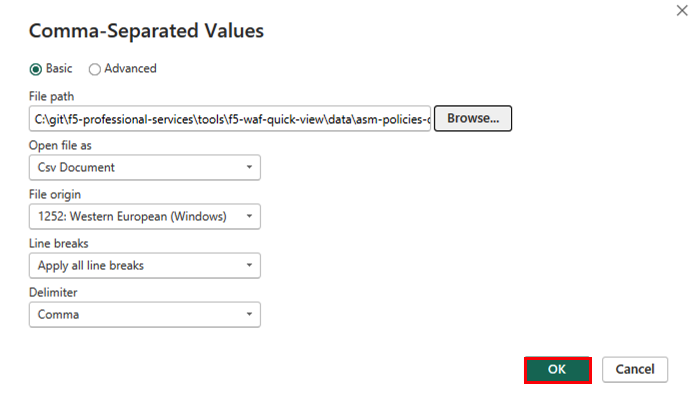 Comma-Separated Values
Basic Advanced
File path
C:\git\f5-professional-services\tools\f5-waf-quick-view\data\asm-policies- Browse...
Open file as
Csv Document
File origin
1252: Western European (Windows)
Line breaks
Apply all line breaks
Delimiter
Comma
OK Cancel